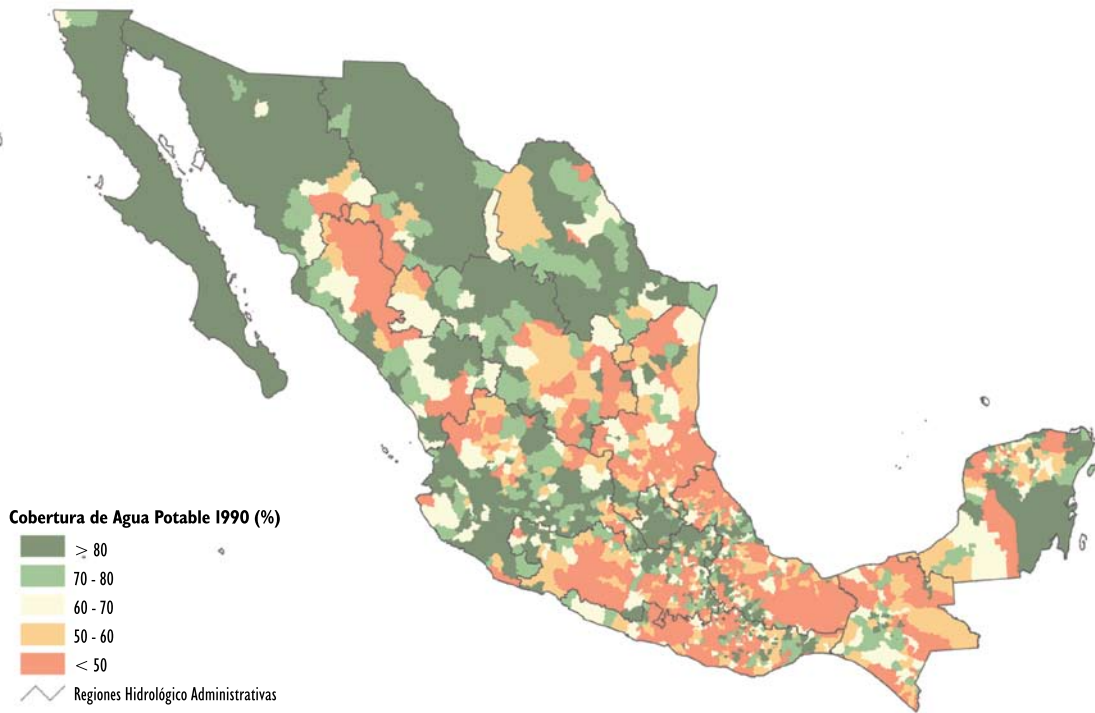 Cobertura de Agua Potable 1990 (%)
> 80
70 - 80
60 - 70
50 - 60
< 50
Regiones Hidrológico Administrativas